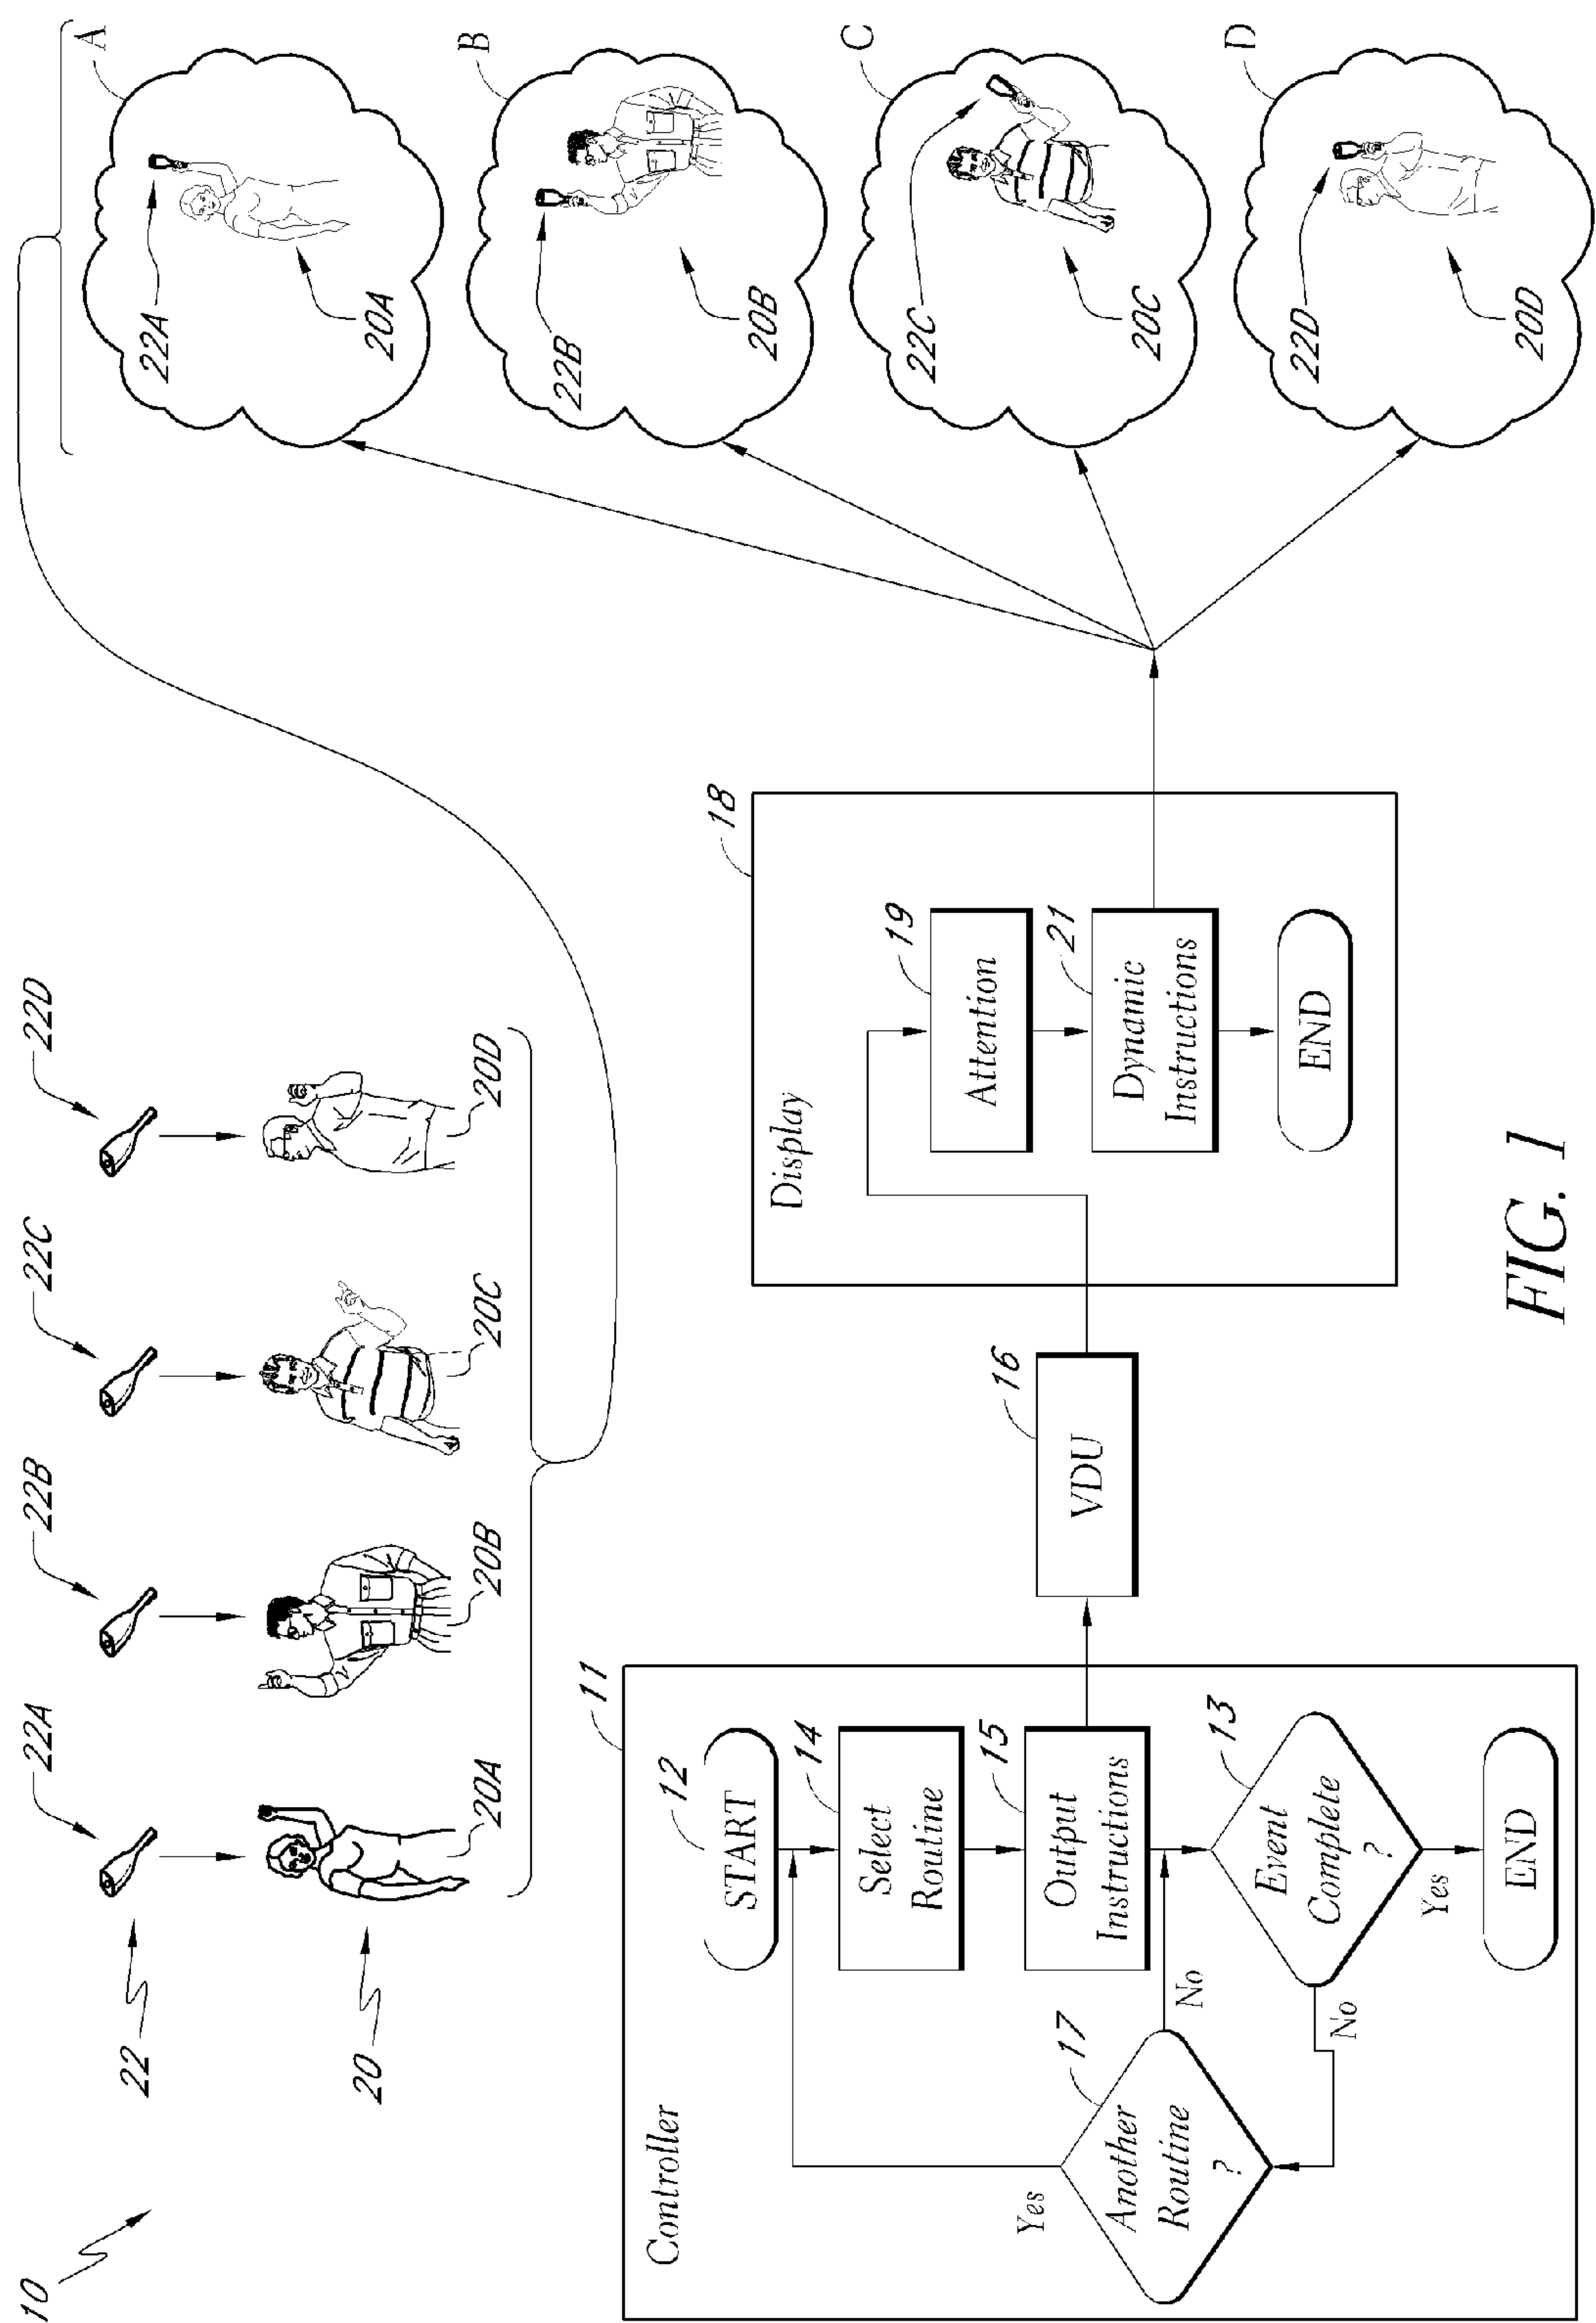 10
22
22A
22B
22C
22D
20
20A
20B
20C
20D
Controller
11
START
12
Select
Routine
14
Output
Instructions
15
Another
Routine
?
17
Yes
No
Event
Complete
?
13
No
Yes
END
VDU
16
Display
18
Attention
19
Dynamic
Instructions
21
END
A
22A
20A
B
22B
20B
C
22C
20C
D
22D
20D
FIG. 1